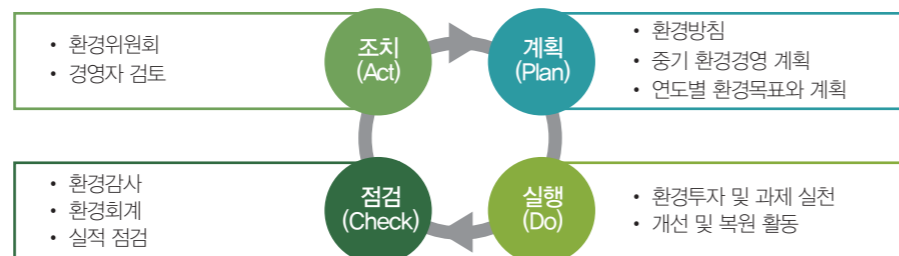 • 환경위원회
• 경영자 검토
조치
(Act)
계획
(Plan)
• 환경방침
• 중기 환경경영 계획
• 연도별 환경목표와 계획
• 환경감사
• 환경회계
• 실적 점검
점검
(Check)
실행
(Do)
• 환경투자 및 과제 실천
• 개선 및 복원 활동